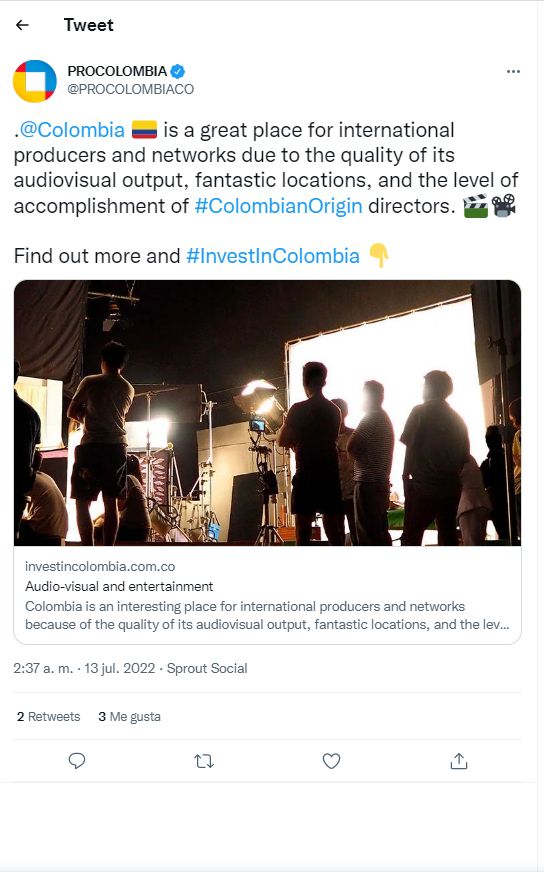 Tweet
PROCOLOMBIA
@PROCOLOMBIACO
.@Colombia 🇨🇴 is a great place for international
producers and networks due to the quality of its
audiovisual output, fantastic locations, and the level of
accomplishment of #ColombianOrigin directors. 🎬🎥
Find out more and #InvestInColombia 👇
investincolombia.com.co
Audio-visual and entertainment
Colombia is an interesting place for international producers and networks
because of the quality of its audiovisual output, fantastic locations, and the lev...
2:37 a. m. · 13 jul. 2022 · Sprout Social
2 Retweets 3 Me gusta